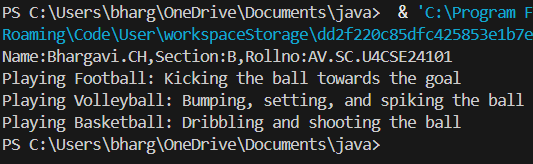 PS C:\Users\bharg\OneDrive\Documents\java>  & 'C:\Program F
Roaming\Code\User\workspaceStorage\dd2f220c85dfc425853e1b7e
Name:Bhargavi.CH,Section:B,Rollno:AV.SC.U4CSE24101
Playing Football: Kicking the ball towards the goal
Playing Volleyball: Bumping, setting, and spiking the ball
Playing Basketball: Dribbling and shooting the ball
PS C:\Users\bharg\OneDrive\Documents\java>